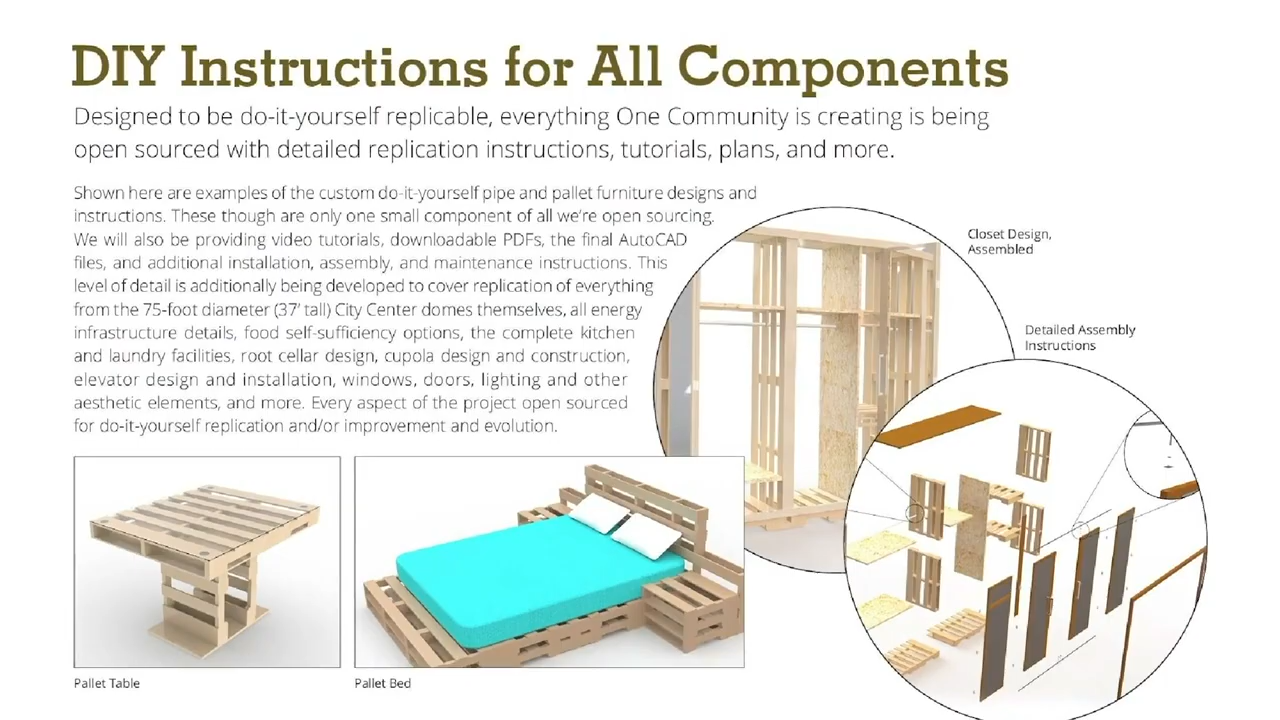 DIY Instructions for All Components
Designed to be do-it-yourself replicable, everything One Community is creating is being
open sourced with detailed replication instructions, tutorials, plans, and more.
Shown here are examples of the custom do-it-yourself pipe and pallet furniture designs and
instructions. These though are only one small component of all we're open sourcing.
We will also be providing video tutorials, downloadable PDFs, the final AutoCAD
files, and additional installation, assembly, and maintenance instructions. This
level of detail is additionally being developed to cover replication of everything
from the 75-foot diameter (37' tall) City Center domes themselves, all energy
infrastructure details, food self-sufficiency options, the complete kitchen
and laundry facilities, root cellar design, cupola design and construction,
elevator design and installation, windows, doors, lighting and other
aesthetic elements, and more. Every aspect of the project open sourced
for do-it-yourself replication and/or improvement and evolution.
Closet Design,
Assembled
Detailed Assembly
Instructions
Pallet Table
Pallet Bed